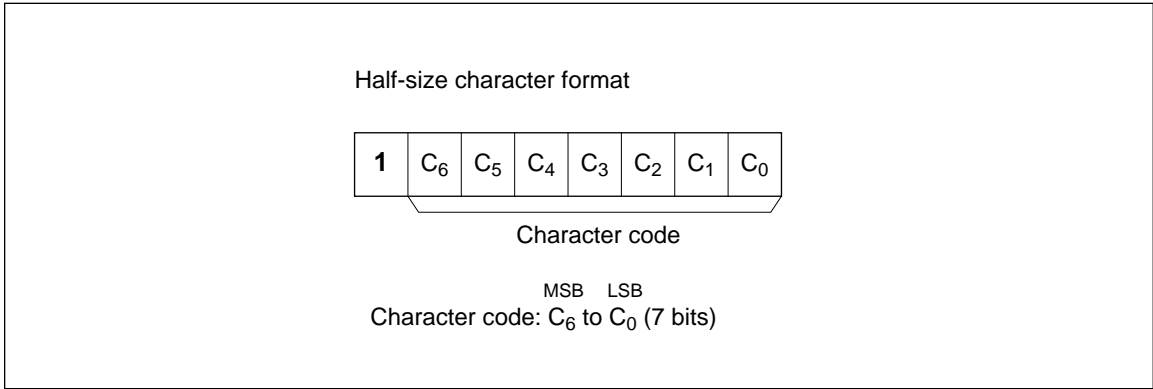 Half-size character format
1 C6 C5 C4 C3 C2 C1 C0
Character code
MSB LSB
Character code: C6 to C0 (7 bits)